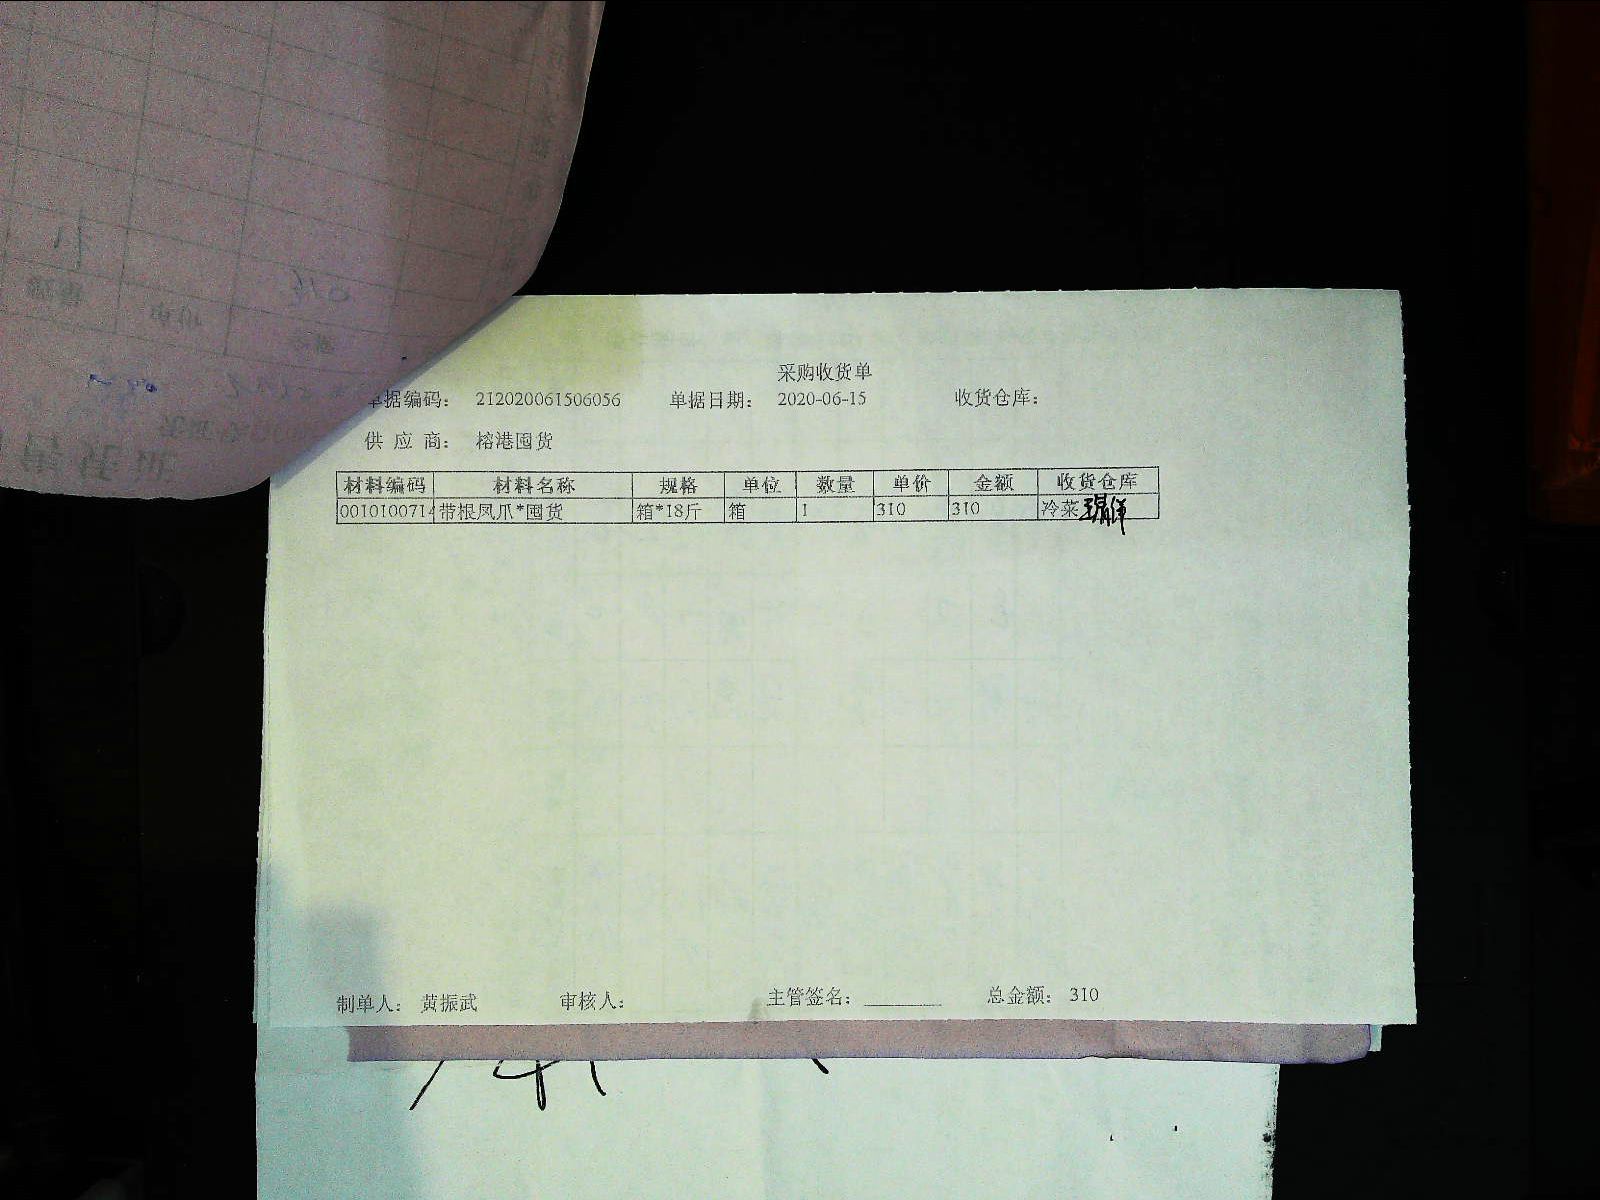 采购收货单
单据编码： 212020061506056 单据日期： 2020-06-15 收货仓库：
供 应 商： 榕港囤货
材料编码 材料名称 规格 单位 数量 单价 金额 收货仓库
0010100714 带根凤爪*囤货 箱*18斤 箱 1 310 310 冷菜
制单人： 黄振武 审核人： 主管签名：________ 总金额： 310